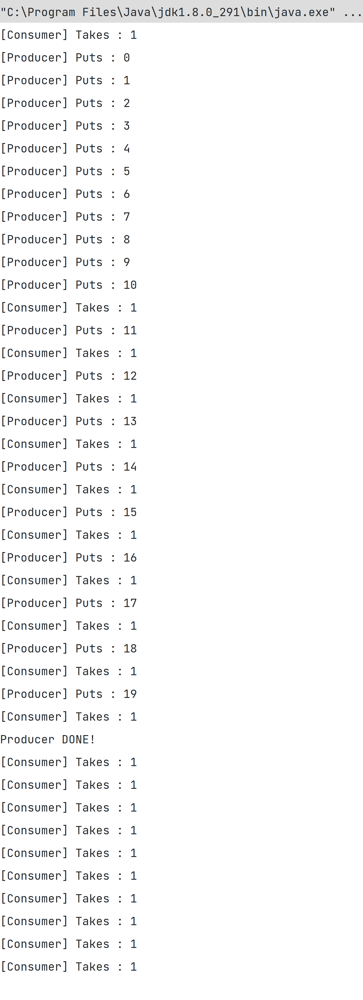 "C:\Program Files\Java\jdk1.8.0_291\bin\java.exe" ...
[Consumer] Takes : 1
[Producer] Puts : 0
[Producer] Puts : 1
[Producer] Puts : 2
[Producer] Puts : 3
[Producer] Puts : 4
[Producer] Puts : 5
[Producer] Puts : 6
[Producer] Puts : 7
[Producer] Puts : 8
[Producer] Puts : 9
[Producer] Puts : 10
[Consumer] Takes : 1
[Producer] Puts : 11
[Consumer] Takes : 1
[Producer] Puts : 12
[Consumer] Takes : 1
[Producer] Puts : 13
[Consumer] Takes : 1
[Producer] Puts : 14
[Consumer] Takes : 1
[Producer] Puts : 15
[Consumer] Takes : 1
[Producer] Puts : 16
[Consumer] Takes : 1
[Producer] Puts : 17
[Consumer] Takes : 1
[Producer] Puts : 18
[Consumer] Takes : 1
[Producer] Puts : 19
[Consumer] Takes : 1
Producer DONE!
[Consumer] Takes : 1
[Consumer] Takes : 1
[Consumer] Takes : 1
[Consumer] Takes : 1
[Consumer] Takes : 1
[Consumer] Takes : 1
[Consumer] Takes : 1
[Consumer] Takes : 1
[Consumer] Takes : 1
[Consumer] Takes : 1